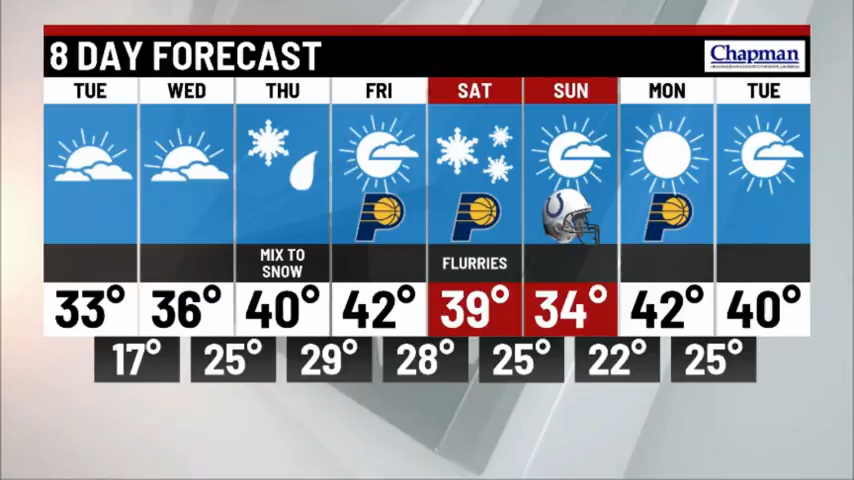 8 DAY FORECAST
Chapman
TUE WED THU FRI SAT SUN MON TUE
MIX TO
SNOW
FLURRIES
33° 36° 40° 42° 39° 34° 42° 40°
17° 25° 29° 28° 25° 22° 25°